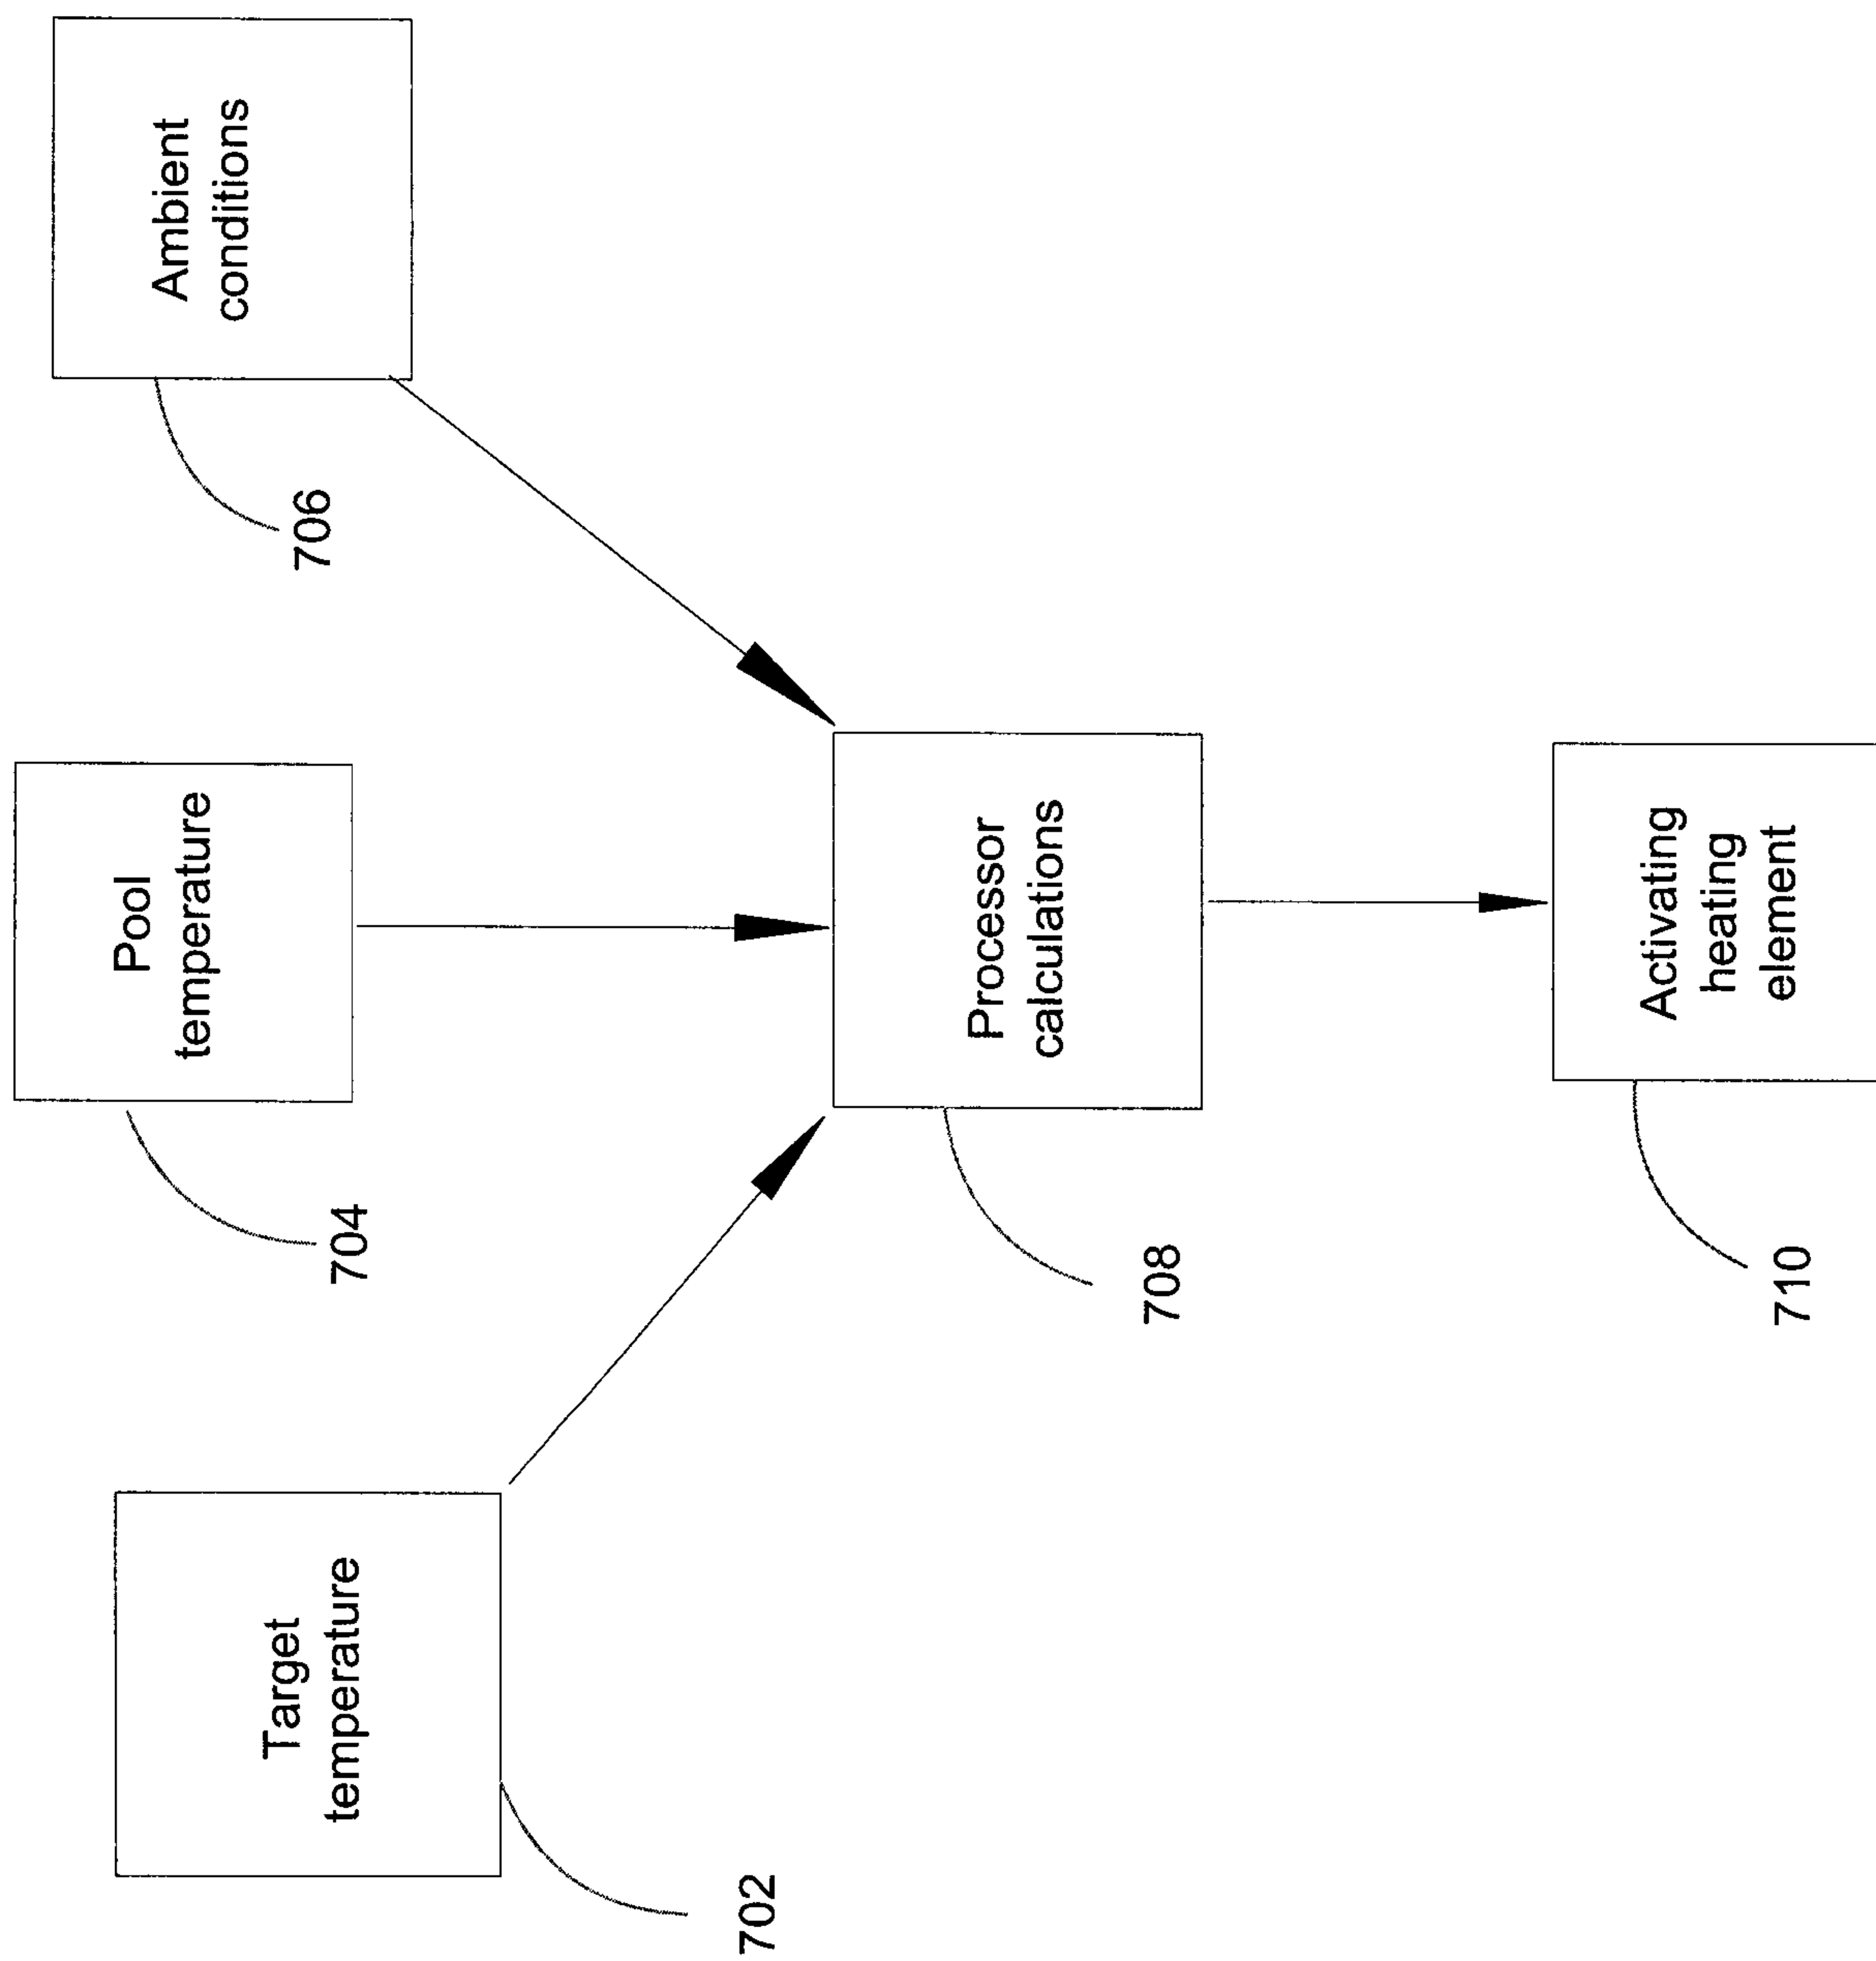 Target
temperature
702
Pool
temperature
704
Ambient
conditions
706
Processor
calculations
708
Activating
heating
element
710